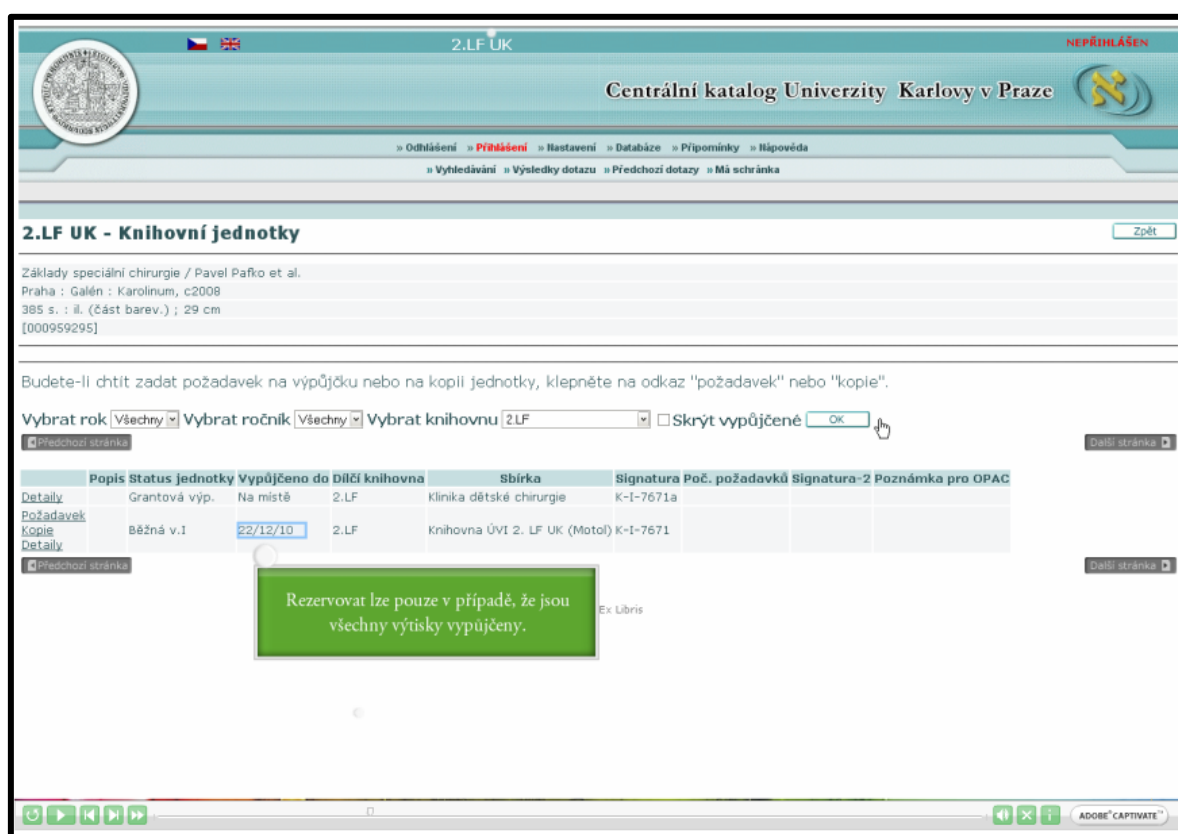 2.LF UK
NEPŘIHLÁŠEN
Centrální katalog Univerzity Karlovy v Praze
» Odhlášení » Přihlášení » Nastavení » Databáze » Připomínky » Nápověda
» Vyhledávání » Výsledky dotazu » Předchozí dotazy » Má schránka
2.LF UK - Knihovní jednotky
Zpět
Základy speciální chirurgie / Pavel Pafko et al.
Praha : Galén : Karolinum, c2008
385 s. : il. (část barev.) ; 29 cm
[000959295]
Budete-li chtít zadat požadavek na výpůjčku nebo na kopii jednotky, klepněte na odkaz "požadavek" nebo "kopie".
Vybrat rok Všechny Vybrat ročník Všechny Vybrat knihovnu 2.LF Skrýt vypůjčené OK
Předchozí stránka Další stránka
Popis Status jednotky Vypůjčeno do Dílčí knihovna Sbírka Signatura Poč. požadavků Signatura-2 Poznámka pro OPAC
Detaily Grantová výp. Na místě 2.LF Klinika dětské chirurgie K-I-7671a
Požadavek
Kopie Běžná v.I 22/12/10 2.LF Knihovna ÚVI 2. LF UK (Motol) K-I-7671
Detaily
Předchozí stránka Další stránka
Rezervovat lze pouze v případě, že jsou
všechny výtisky vypůjčeny.
Ex Libris
ADOBE® CAPTIVATE™